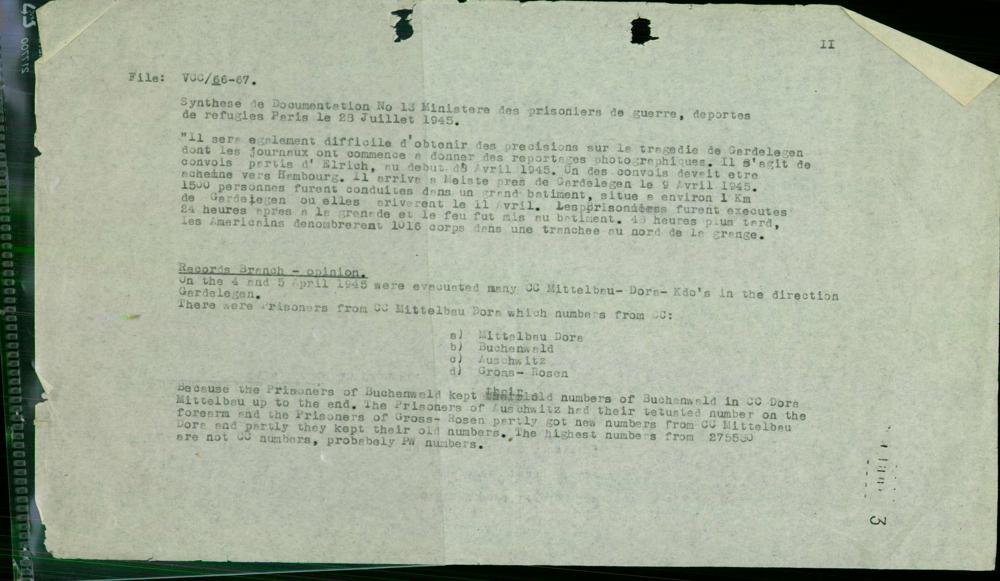 II
File: VCC/66-67.
Synthese de Documentation No 13 Ministere des prisoniers de guerre, deportes
de refugies Paris le 28 Juillet 1945.
"Il sera egalement difficile d'obtenir des precisions sur la tragedie de Gardelegen
dont les journaux ont commence a donner des reportages photographiques. Il s'agit de
convois partis d' Elrich, au debut de Avril 1945. Un des convois devait etre
achemine vers Hambourg. Il arriva a Meiste pres de Gardelegen le 9 Avril 1945.
1500 personnes furent conduites dans un grand batiment, situe a environ 1 Km
de Gardelegen ou elles ariverent le 11 Avril. Les prisoniers furent executes
24 heures apres a la grenade et le feu fut mis au batiment. 48 heures plus tard,
les Americains denombrerent 1016 corps dans une tranchee au nord de la grange.
Records Branch - opinion.
On the 4 and 5 April 1945 were evacuated many CC Mittelbau- Dora- Kdo's in the direction
Gardelegen.
There were Prisoners from CC Mittelbau Dora which numbers from CC:
a) Mittelbau Dora
b) Buchenwald
c) Auschwitz
d) Gross- Rosen
Because the Prisoners of Buchenwald kept their old numbers of Buchenwald in CC Dora
Mittelbau up to the end. The Prisoners of Auschwitz had their tetuated number on the
forearm and the Prisoners of Gross- Rosen partly got new numbers from CC Mittelbau
Dora and partly they kept their old numbers. The highest numbers from 275530
are not CC numbers, probabely PW numbers.
3